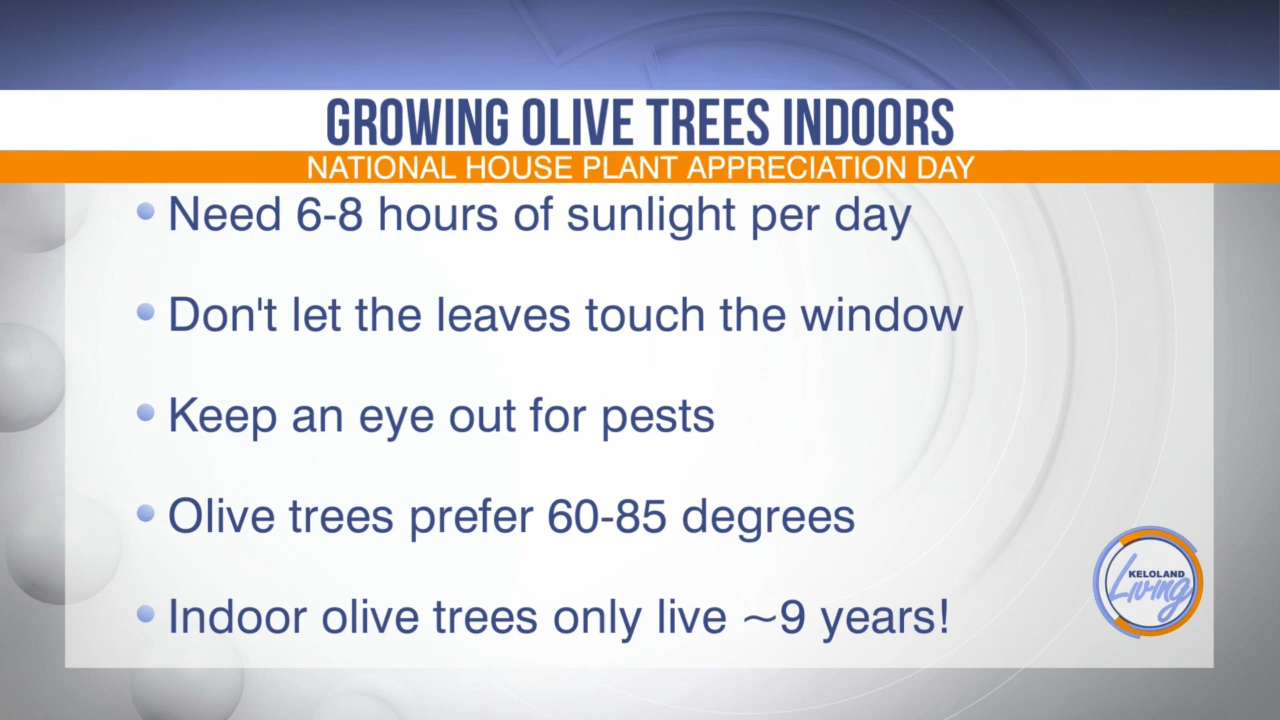 GROWING OLIVE TREES INDOORS
NATIONAL HOUSE PLANT APPRECIATION DAY
• Need 6-8 hours of sunlight per day
• Don't let the leaves touch the window
• Keep an eye out for pests
• Olive trees prefer 60-85 degrees
• Indoor olive trees only live ~9 years!
KELOLAND
Living